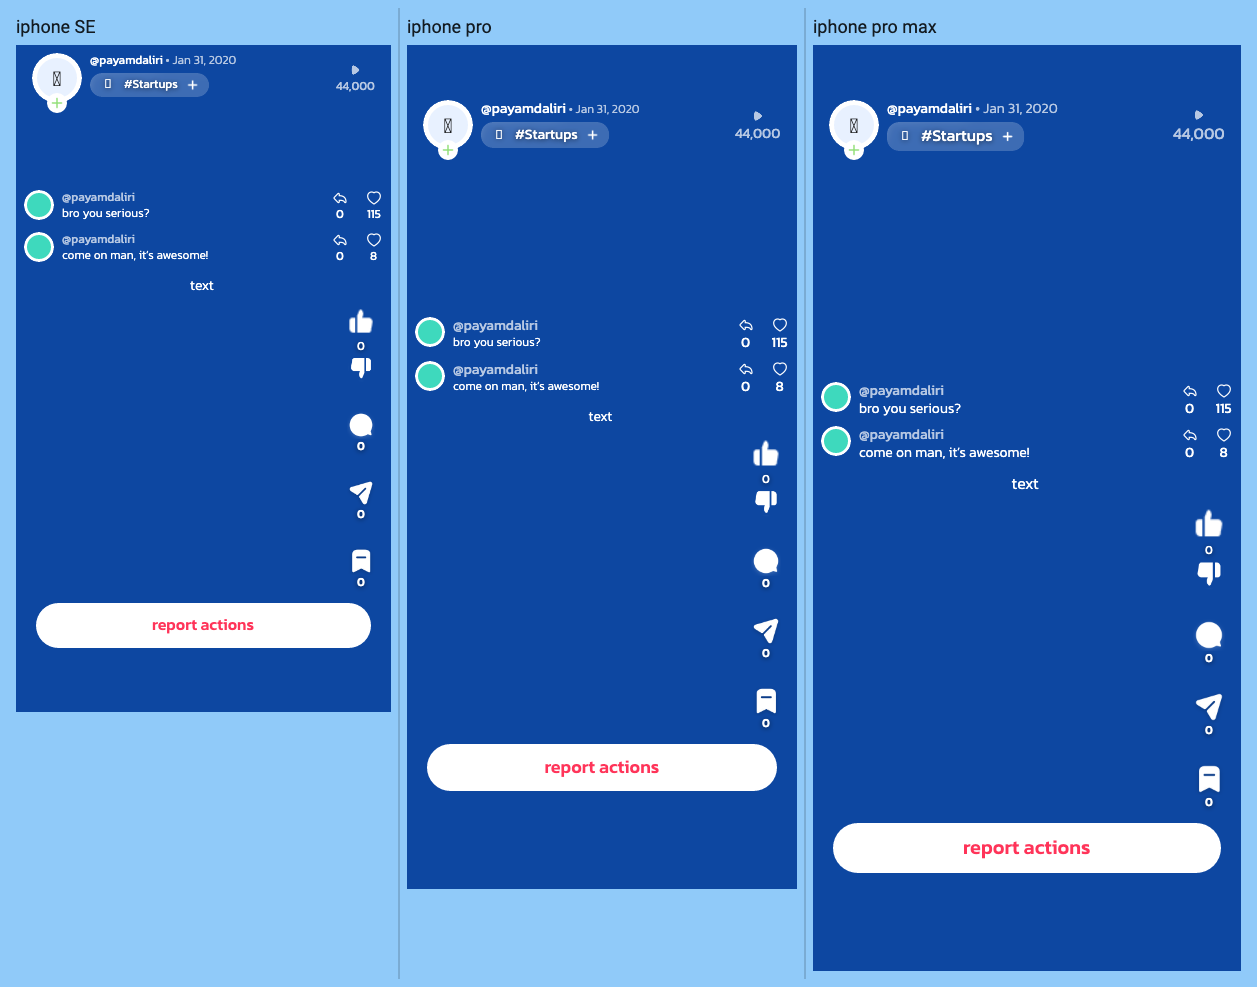 iphone SE
@payamdaliri • Jan 31, 2020
#Startups +
44,000
@payamdaliri
bro you serious?
0 115
@payamdaliri
come on man, it's awesome!
0 8
text
0
0
0
0
report actions
iphone pro
@payamdaliri • Jan 31, 2020
#Startups +
44,000
@payamdaliri
bro you serious?
0 115
@payamdaliri
come on man, it's awesome!
0 8
text
0
0
0
0
report actions
iphone pro max
@payamdaliri • Jan 31, 2020
#Startups +
44,000
@payamdaliri
bro you serious?
0 115
@payamdaliri
come on man, it's awesome!
0 8
text
0
0
0
0
report actions